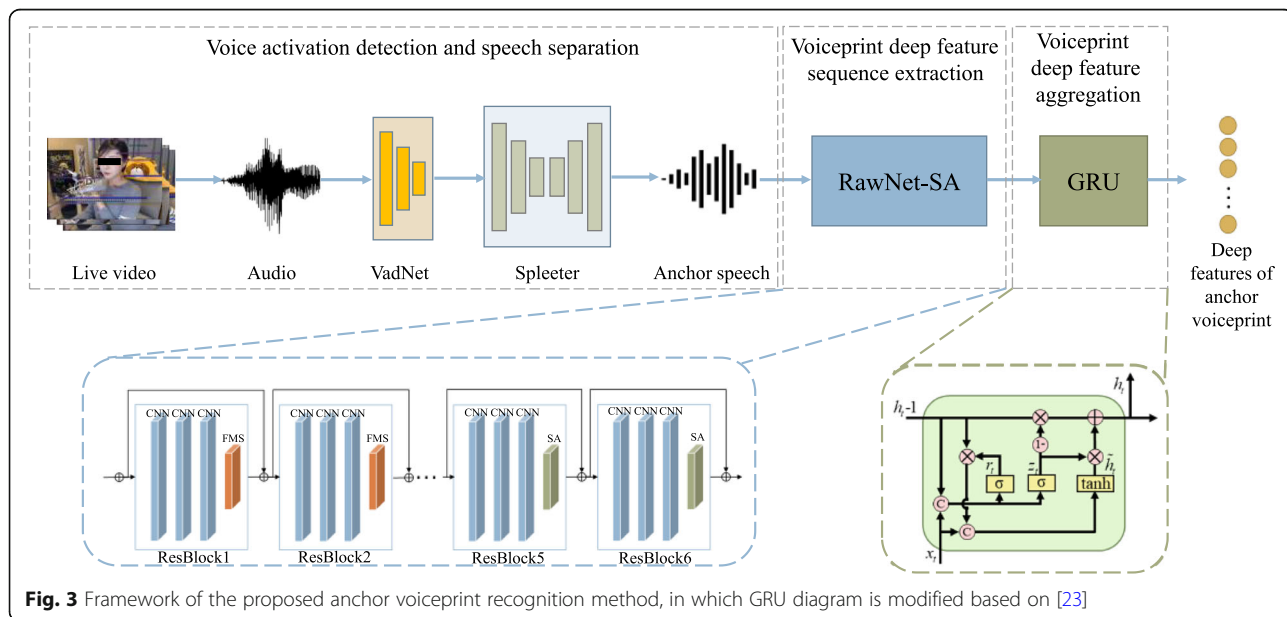 Voice activation detection and speech separation
Voiceprint deep feature
sequence extraction
Voiceprint
deep feature
aggregation
RawNet-SA
GRU
Live video
Audio
VadNet
Spleeter
Anchor speech
Deep
features of
anchor
voiceprint
CNN CNN CNN
FMS
CNN CNN CNN
FMS
CNN CNN CNN
SA
CNN CNN CNN
SA
ResBlock1
ResBlock2
ResBlock5
ResBlock6
h_t
h_t-1
1-
r_t
z_t
h̃_t
σ
σ
tanh
C
C
x_t
Fig. 3 Framework of the proposed anchor voiceprint recognition method, in which GRU diagram is modified based on [23]